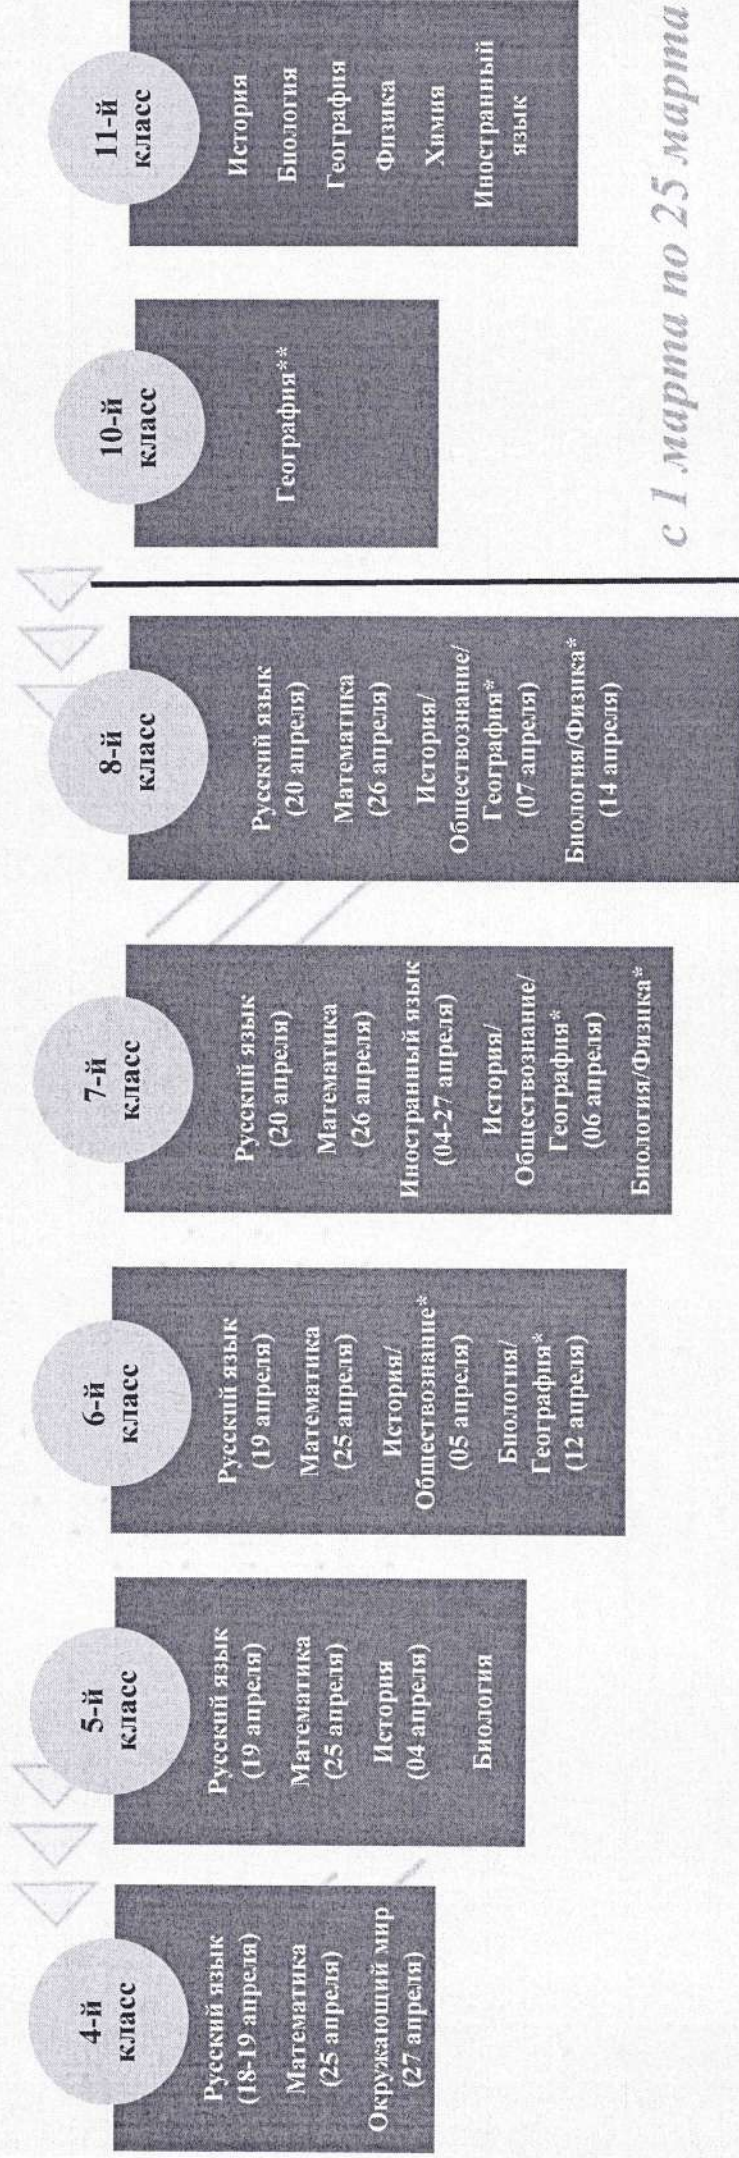 4-й
класс
Русский язык
(18-19 апреля)
Математика
(25 апреля)
Окружающий мир
(27 апреля)
5-й
класс
Русский язык
(19 апреля)
Математика
(25 апреля)
История
(04 апреля)
Биология
6-й
класс
Русский язык
(19 апреля)
Математика
(25 апреля)
История/
Обществознание*
(05 апреля)
Биология/
География*
(12 апреля)
7-й
класс
Русский язык
(20 апреля)
Математика
(26 апреля)
Иностранный язык
(04-27 апреля)
История/
Обществознание/
География*
(06 апреля)
Биология/Физика*
8-й
класс
Русский язык
(20 апреля)
Математика
(26 апреля)
История/
Обществознание/
География*
(07 апреля)
Биология/Физика*
(14 апреля)
10-й
класс
География**
11-й
класс
История
Биология
География
Физика
Химия
Иностранный
язык
с 1 марта по 25 марта